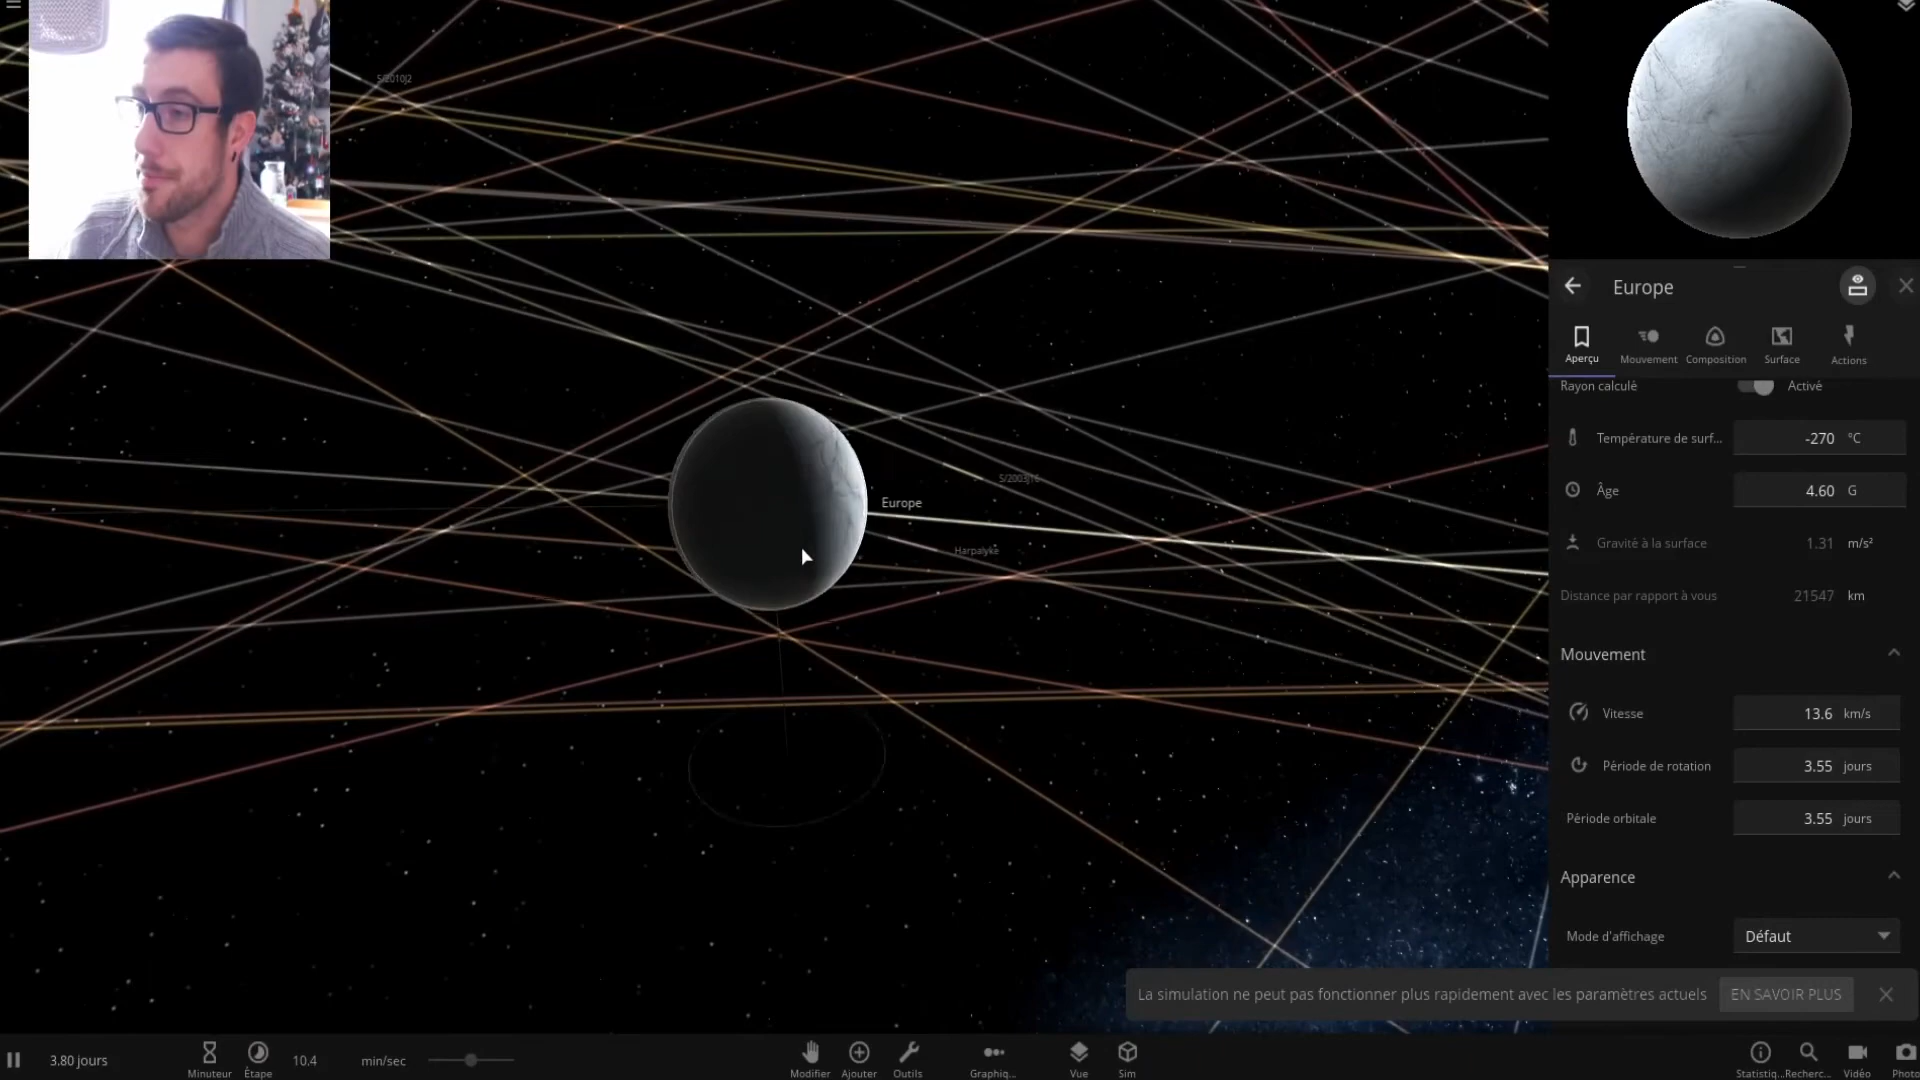 S/2010J2
Europe
Aperçu
Mouvement
Composition
Surface
Actions
Rayon calculé
Activé
Température de surf...
-270 °C
Âge
4.60 G
Gravité à la surface
1.31 m/s²
Distance par rapport à vous
21547 km
Mouvement
Vitesse
13.6 km/s
Période de rotation
3.55 jours
Période orbitale
3.55 jours
Apparence
Mode d'affichage
Défaut
Europe
Harpalyke
La simulation ne peut pas fonctionner plus rapidement avec les paramètres actuels
EN SAVOIR PLUS
3.80 jours
Minuteur
Étape
10.4 min/sec
Modifier
Ajouter
Outils
Graphiq...
Vue
Sim
Statistiq...
Recherc...
Vidéo
Photo